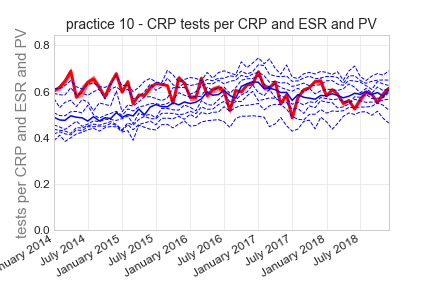 practice 10 - CRP tests per CRP and ESR and PV
tests per CRP and ESR and PV
0.8
0.6
0.4
0.2
0.0
nuary 2014
July 2014
January 2015
July 2015
January 2016
July 2016
January 2017
July 2017
January 2018
July 2018